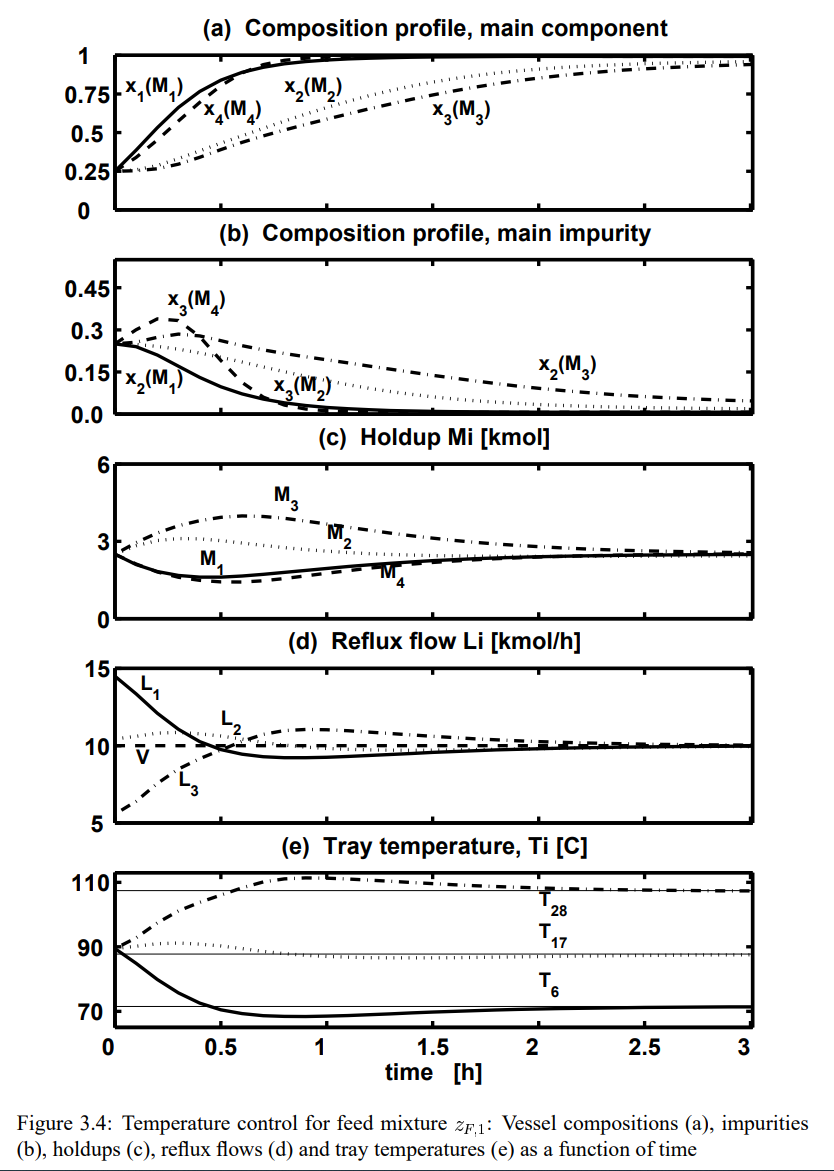 (a) Composition profile, main component
1
0.75
0.5
0.25
0
x1(M1)
x4(M4)
x2(M2)
x3(M3)
(b) Composition profile, main impurity
0.45
0.3
0.15
0.0
x3(M4)
x2(M1)
x3(M2)
x2(M3)
(c) Holdup Mi [kmol]
6
3
0
M3
M2
M1
M4
(d) Reflux flow Li [kmol/h]
15
10
5
L1
L2
V
L3
(e) Tray temperature, Ti [C]
110
90
70
T28
T17
T6
0 0.5 1 1.5 2 2.5 3
time [h]
Figure 3.4: Temperature control for feed mixture zF,1: Vessel compositions (a), impurities
(b), holdups (c), reflux flows (d) and tray temperatures (e) as a function of time